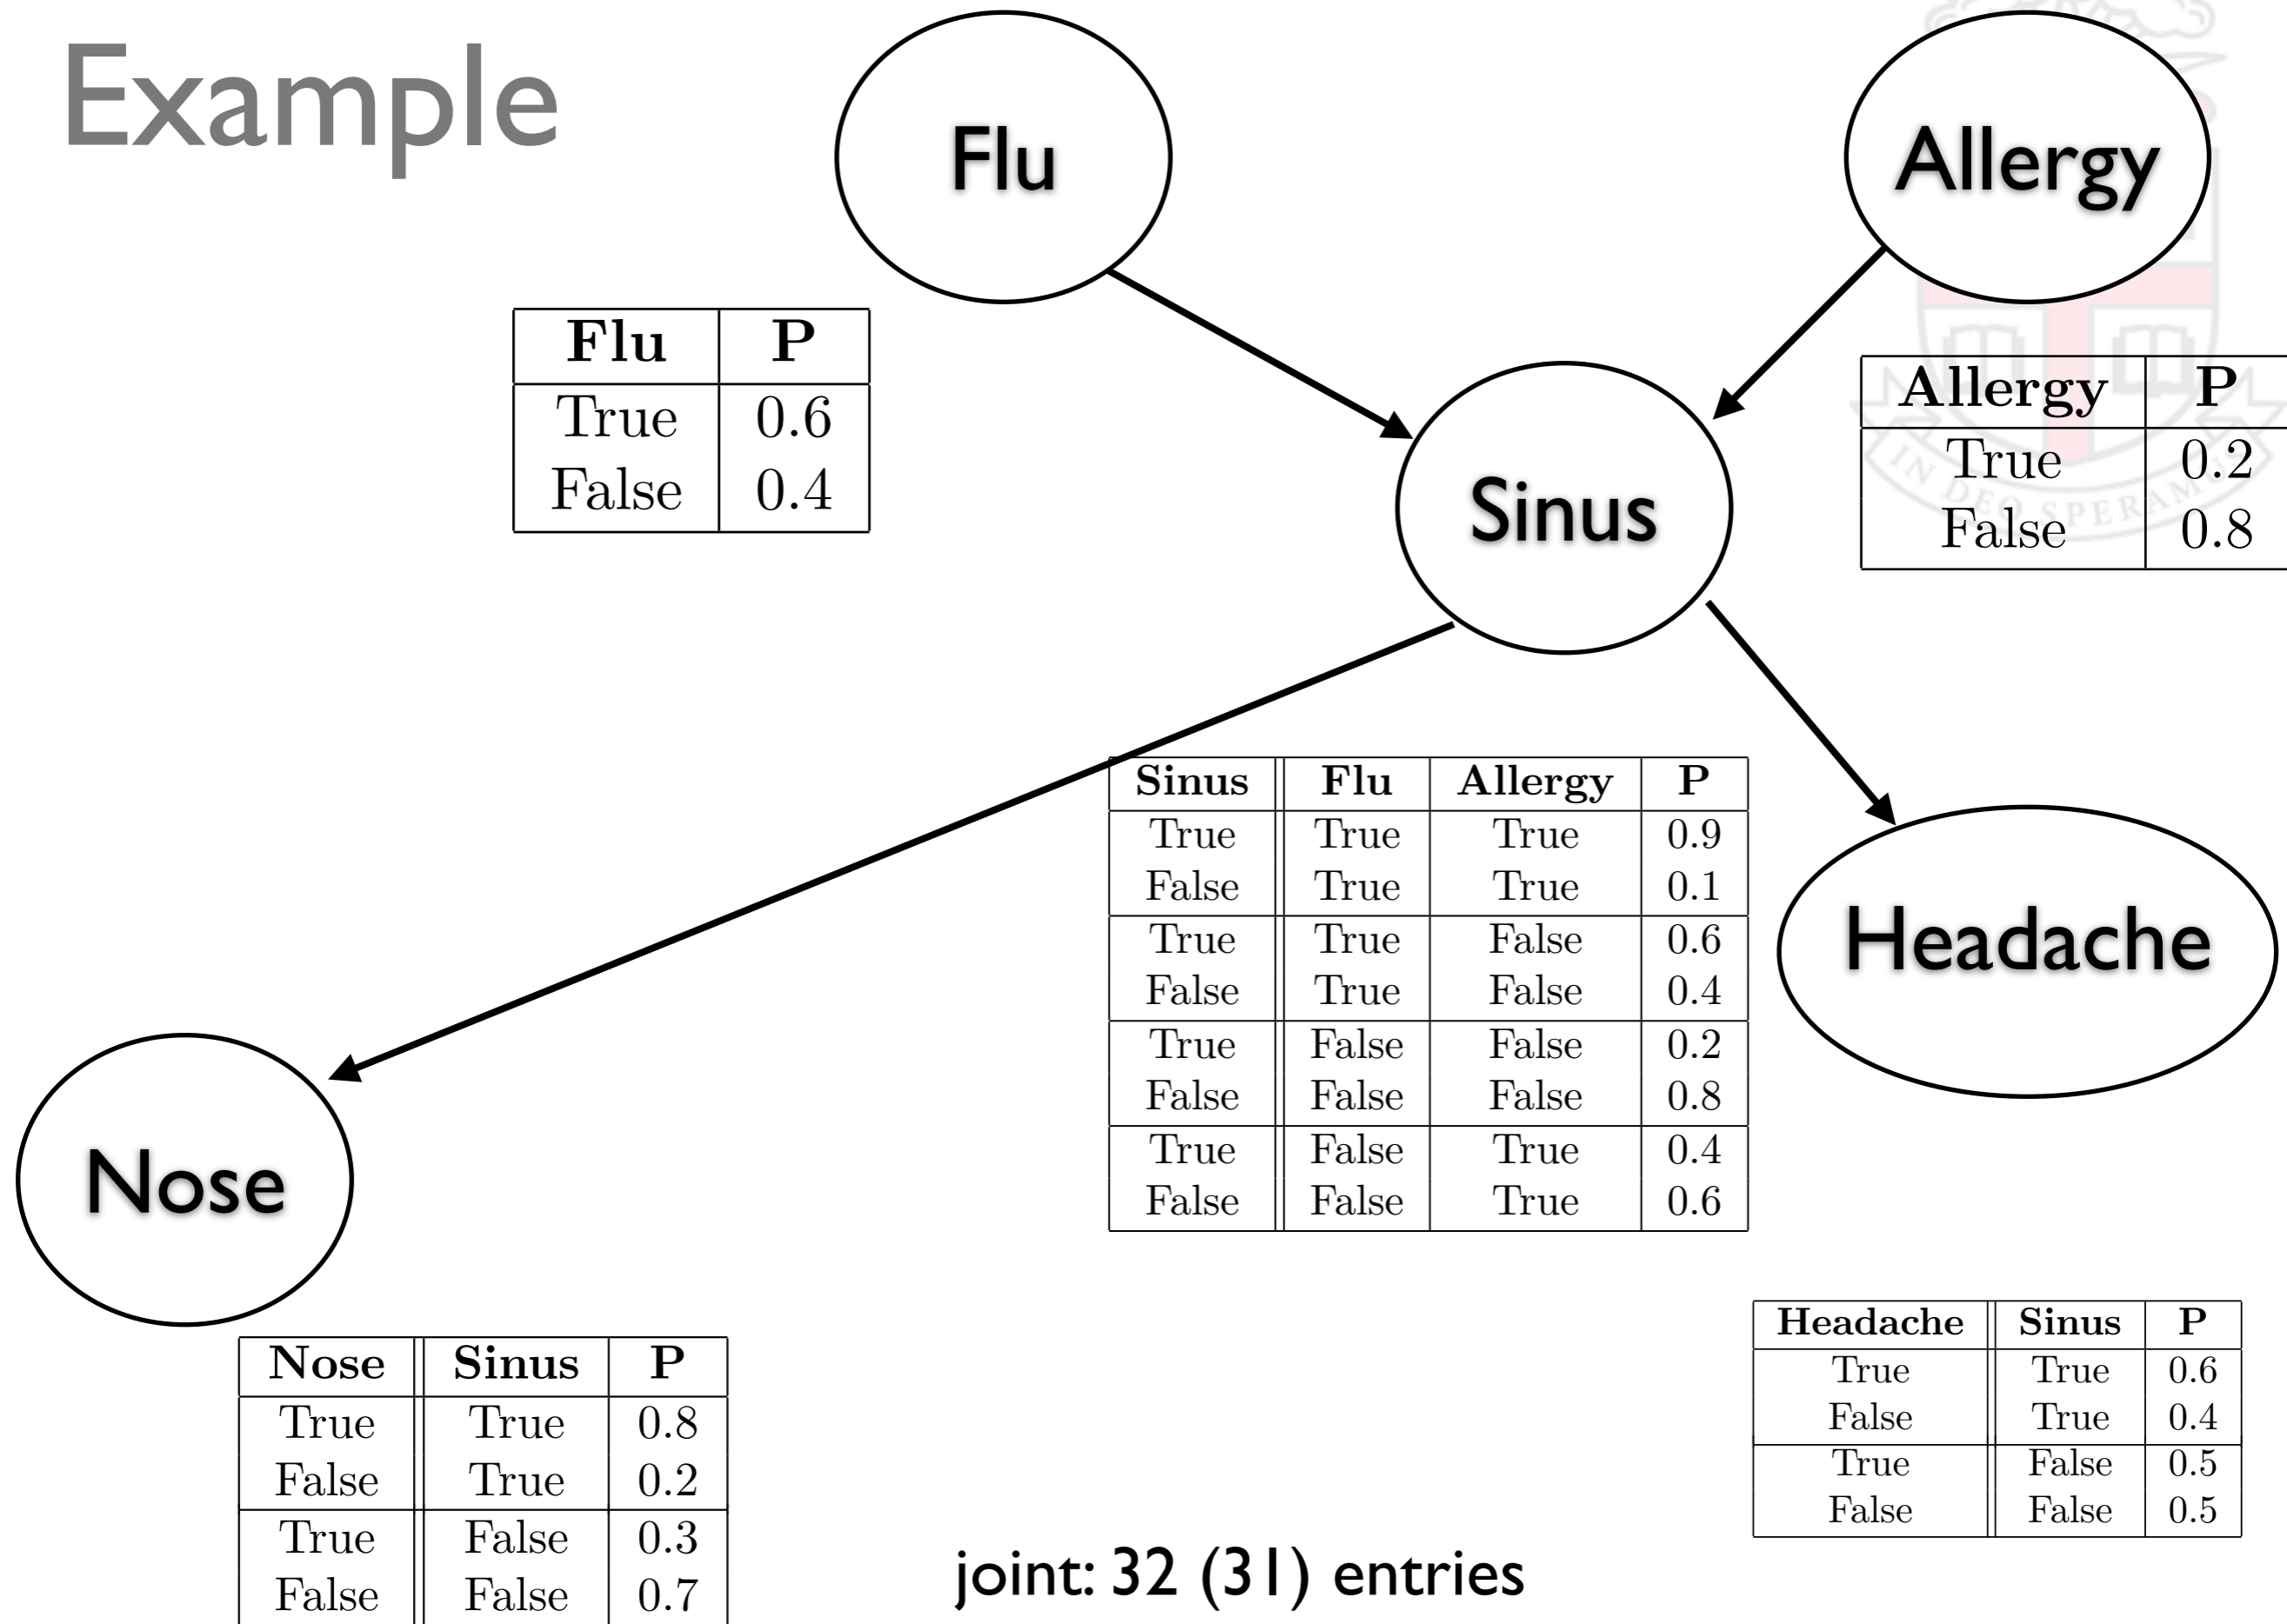 Example
Flu
Allergy
Flu P
True 0.6
False 0.4
Allergy P
True 0.2
False 0.8
IN DEO SPERAMUS
Sinus
Sinus Flu Allergy P
True True True 0.9
False True True 0.1
True True False 0.6
False True False 0.4
True False False 0.2
False False False 0.8
True False True 0.4
False False True 0.6
Headache
Nose
Nose Sinus P
True True 0.8
False True 0.2
True False 0.3
False False 0.7
Headache Sinus P
True True 0.6
False True 0.4
True False 0.5
False False 0.5
joint: 32 (31) entries